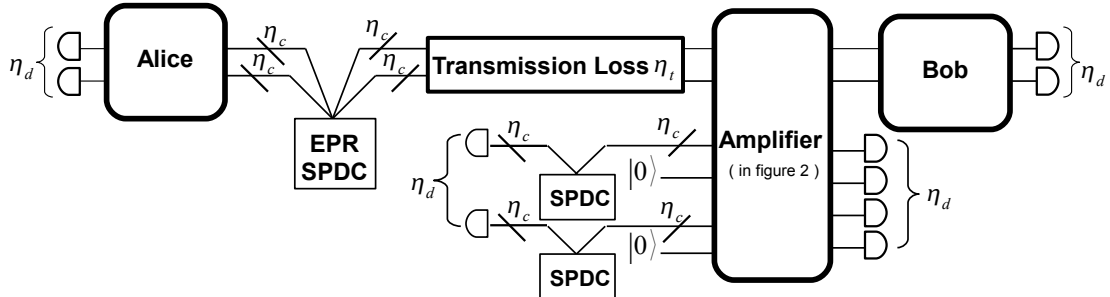 η_d
Alice
η_c
η_c
EPR
SPDC
η_c
η_c
Transmission Loss η_t
Amplifier
( in figure 2 )
Bob
η_d
η_d
η_c
SPDC
η_c
|0⟩
η_c
SPDC
η_c
|0⟩
η_d